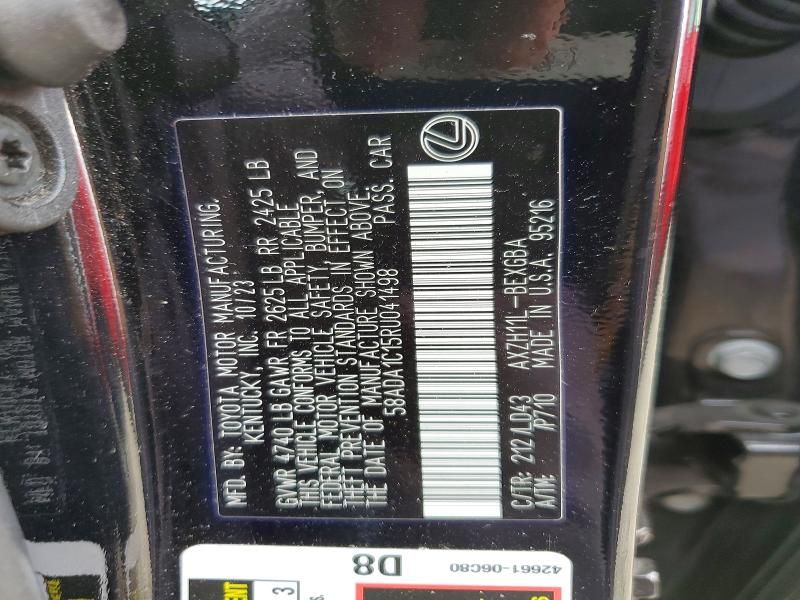 MFD. BY: TOYOTA MOTOR MANUFACTURING,
KENTUCKY, INC. 10/23
GVWR 4740 LB GAWR FR 2625 LB RR 2425 LB
THIS VEHICLE CONFORMS TO ALL APPLICABLE
FEDERAL MOTOR VEHICLE SAFETY, BUMPER, AND
THEFT PREVENTION STANDARDS IN EFFECT ON
THE DATE OF MANUFACTURE SHOWN ABOVE.
58ADA1C15RU041498 PASS. CAR
C/TR: 212 /LD43 AXZH11L-BEXGBA
A/TM: /P710 MADE IN U.S.A. 95216
D8
42661-06C80
3